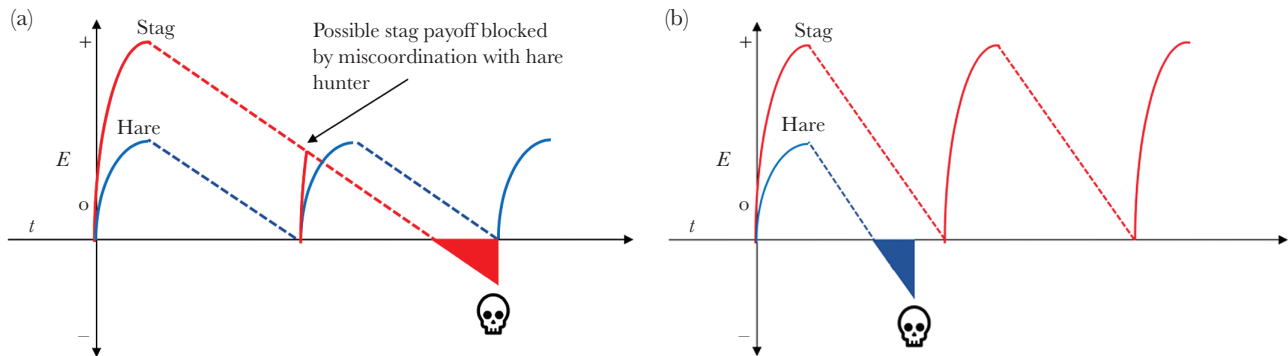 (a)
+
Stag
Possible stag payoff blocked
by miscoordination with hare
hunter
Hare
E
o
t
–
(b)
+
Stag
Hare
E
o
t
–